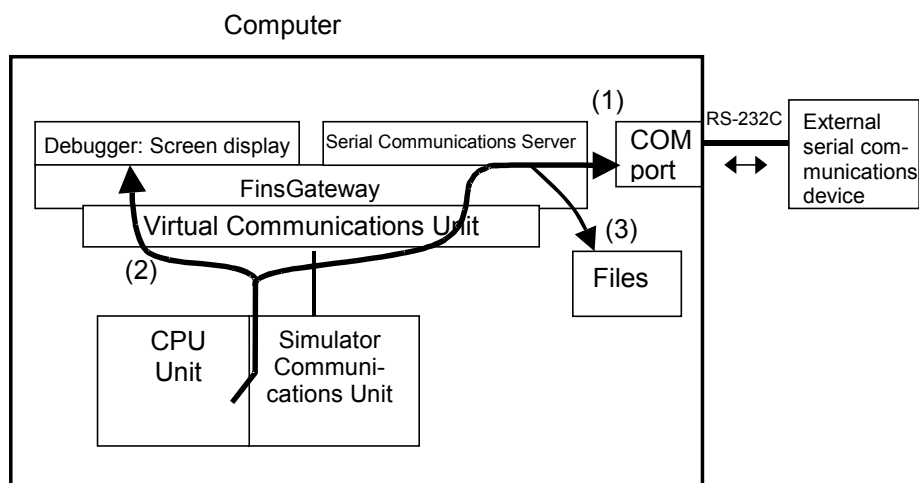 Computer
(1)
Debugger: Screen display
Serial Communications Server
COM
port
RS-232C
External
serial com-
munications
device
FinsGateway
Virtual Communications Unit
(2)
(3)
Files
CPU
Unit
Simulator
Communi-
cations Unit